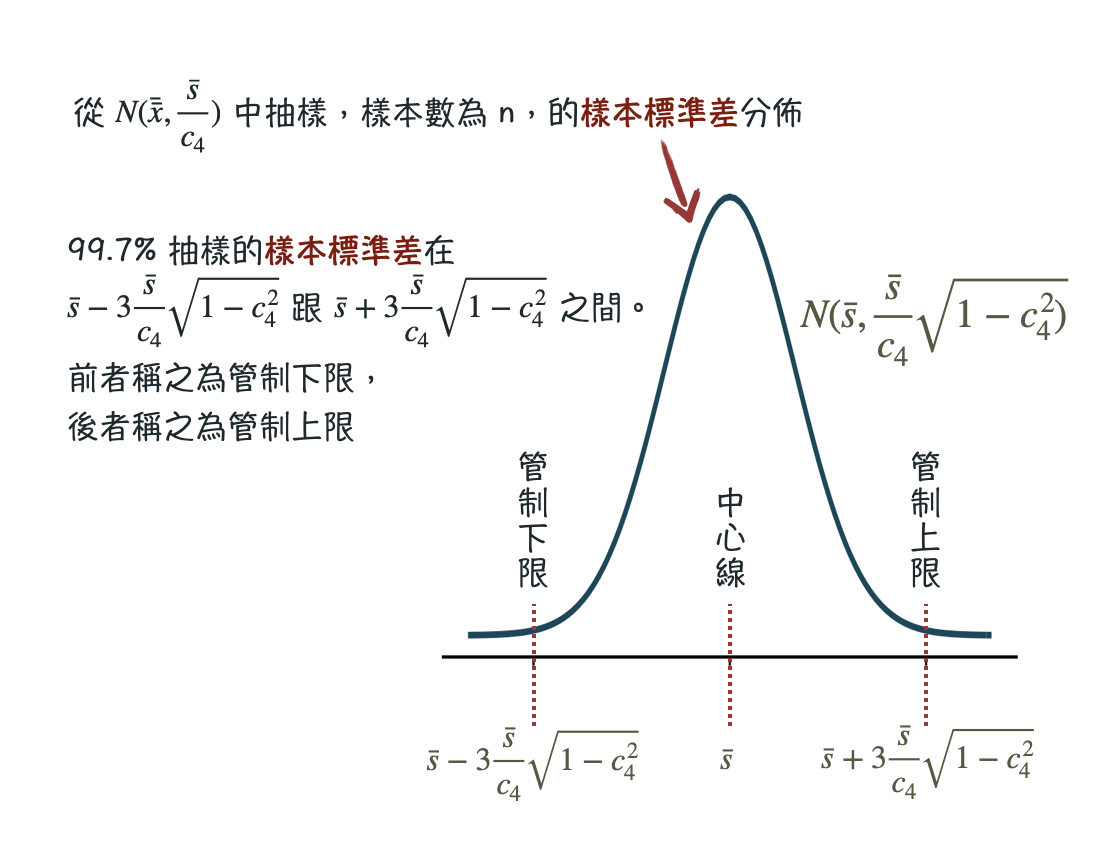 從 $N(\bar{\bar{x}}, \frac{\bar{s}}{c_4})$ 中抽樣，樣本數為 n，的樣本標準差分佈
99.7% 抽樣的樣本標準差在
$\bar{s} - 3\frac{\bar{s}}{c_4}\sqrt{1 - c_4^2}$ 跟 $\bar{s} + 3\frac{\bar{s}}{c_4}\sqrt{1 - c_4^2}$ 之間。
前者稱之為管制下限，
後者稱之為管制上限
$N(\bar{s}, \frac{\bar{s}}{c_4}\sqrt{1 - c_4^2})$
管制下限
中心線
管制上限
$\bar{s} - 3\frac{\bar{s}}{c_4}\sqrt{1 - c_4^2}$
$\bar{s}$
$\bar{s} + 3\frac{\bar{s}}{c_4}\sqrt{1 - c_4^2}$